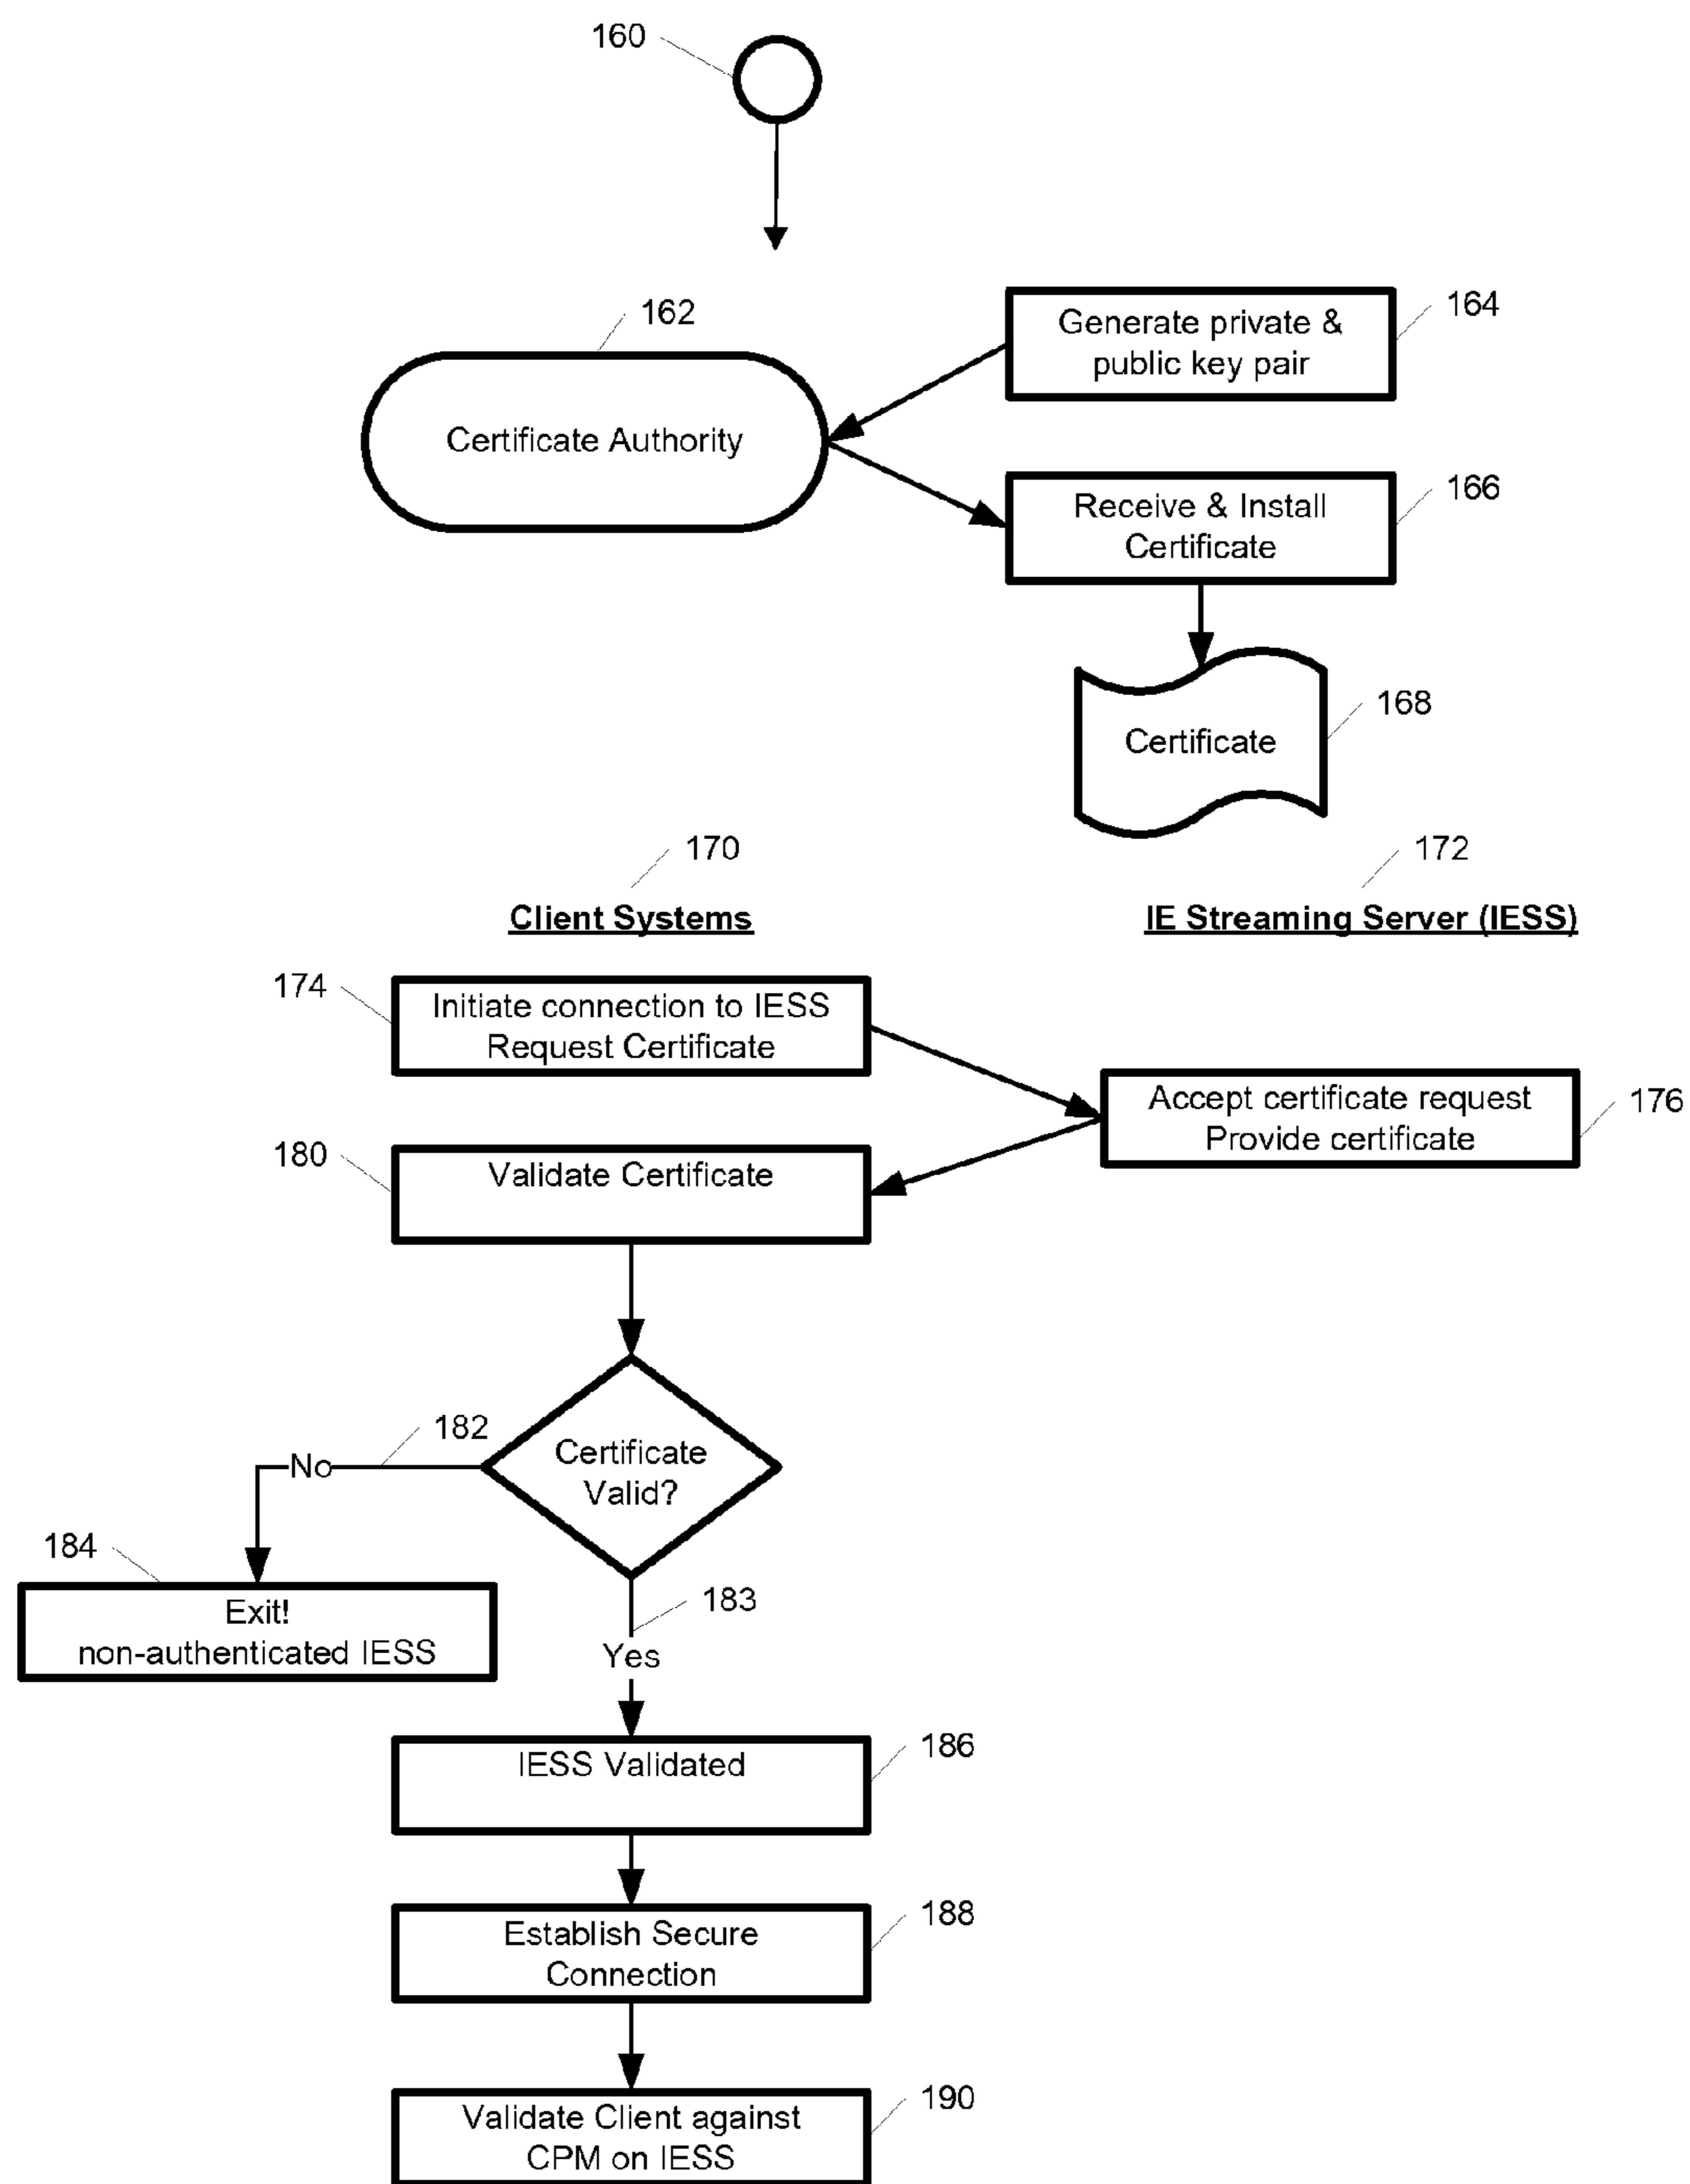 160
162
Certificate Authority
Generate private &
public key pair
164
Receive & Install
Certificate
166
Certificate
168
170
Client Systems
172
IE Streaming Server (IESS)
174
Initiate connection to IESS
Request Certificate
Accept certificate request
Provide certificate
176
180
Validate Certificate
Certificate
Valid?
182
No
184
Exit!
non-authenticated IESS
183
Yes
IESS Validated
186
Establish Secure
Connection
188
Validate Client against
CPM on IESS
190